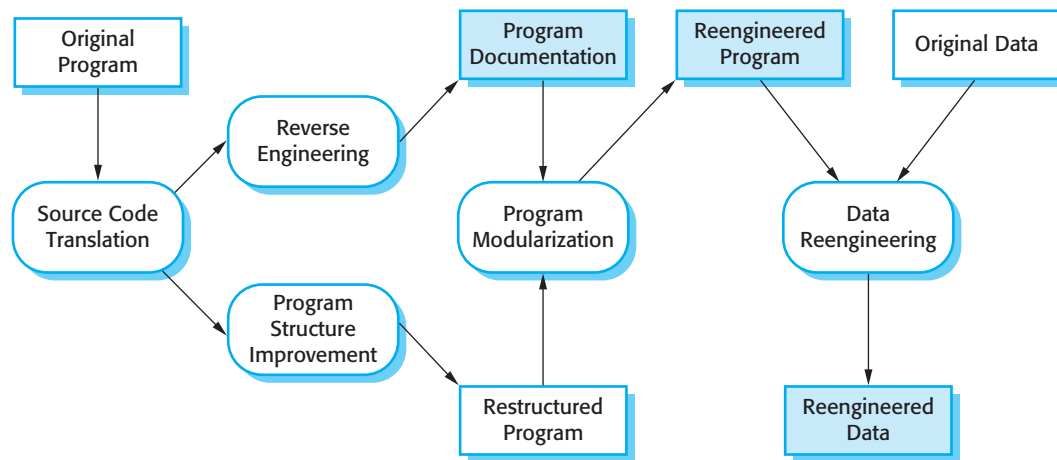 Original
Program
Program
Documentation
Reengineered
Program
Original Data
Reverse
Engineering
Source Code
Translation
Program
Modularization
Data
Reengineering
Program
Structure
Improvement
Restructured
Program
Reengineered
Data